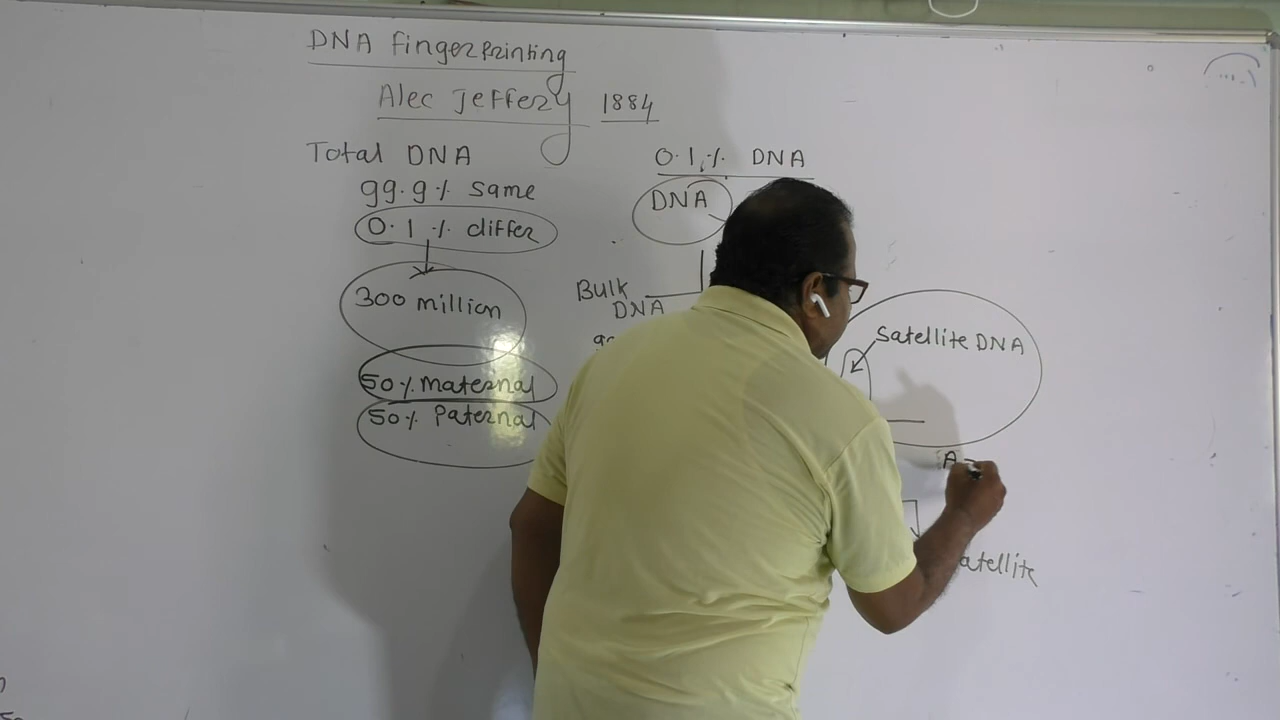 DNA Fingerprinting
Alec Jeffery 1884
Total DNA
99.9% same
0.1% differ
300 million
50% Maternal
50% Paternal
0.1% DNA
DNA
Bulk
DNA
Satellite DNA
A
atellite